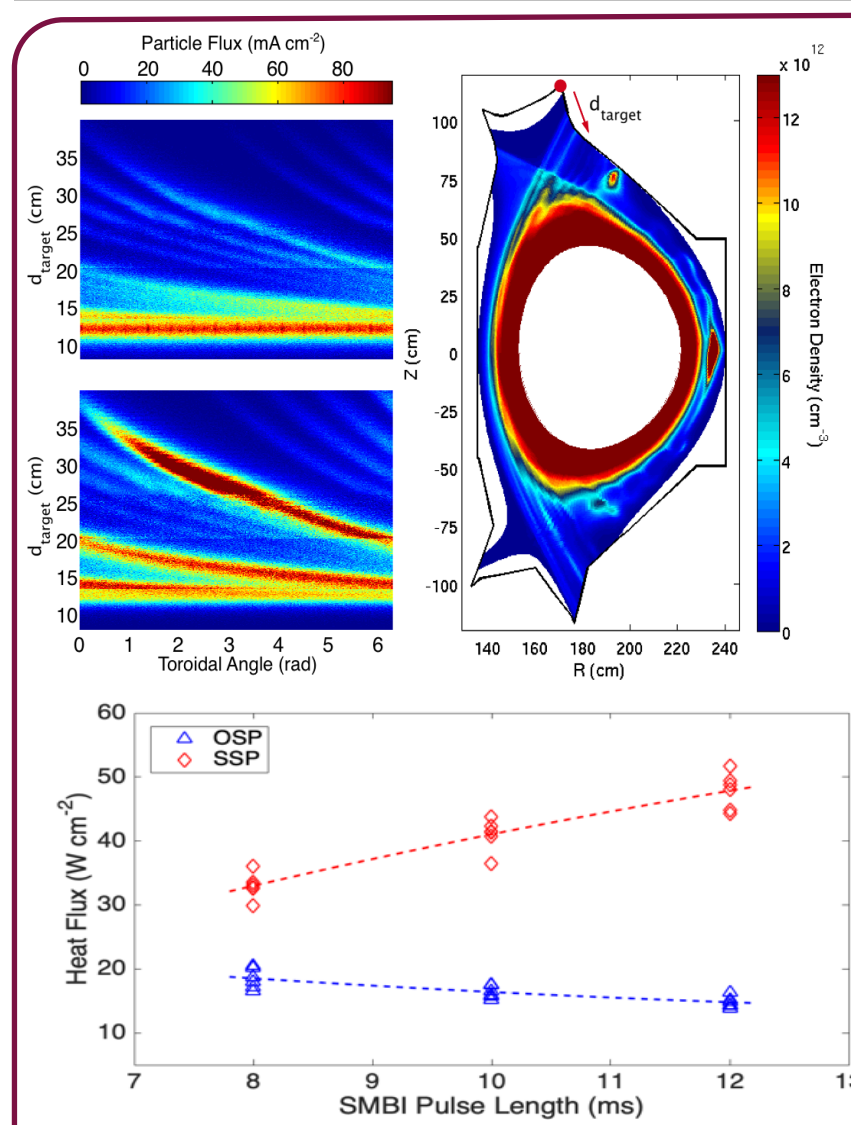 Particle Flux (mA cm⁻²)
0 20 40 60 80
d_target (cm)
35
30
25
20
15
10
d_target (cm)
35
30
25
20
15
10
0 1 2 3 4 5 6
Toroidal Angle (rad)
d_target
Z (cm)
100
75
50
25
0
-25
-50
-75
-100
140 160 180 200 220 240
R (cm)
x 10¹²
12
10
8
6
4
2
0
Electron Density (cm⁻³)
OSP
SSP
Heat Flux (W cm⁻²)
60
50
40
30
20
10
7 8 9 10 11 12 13
SMBI Pulse Length (ms)